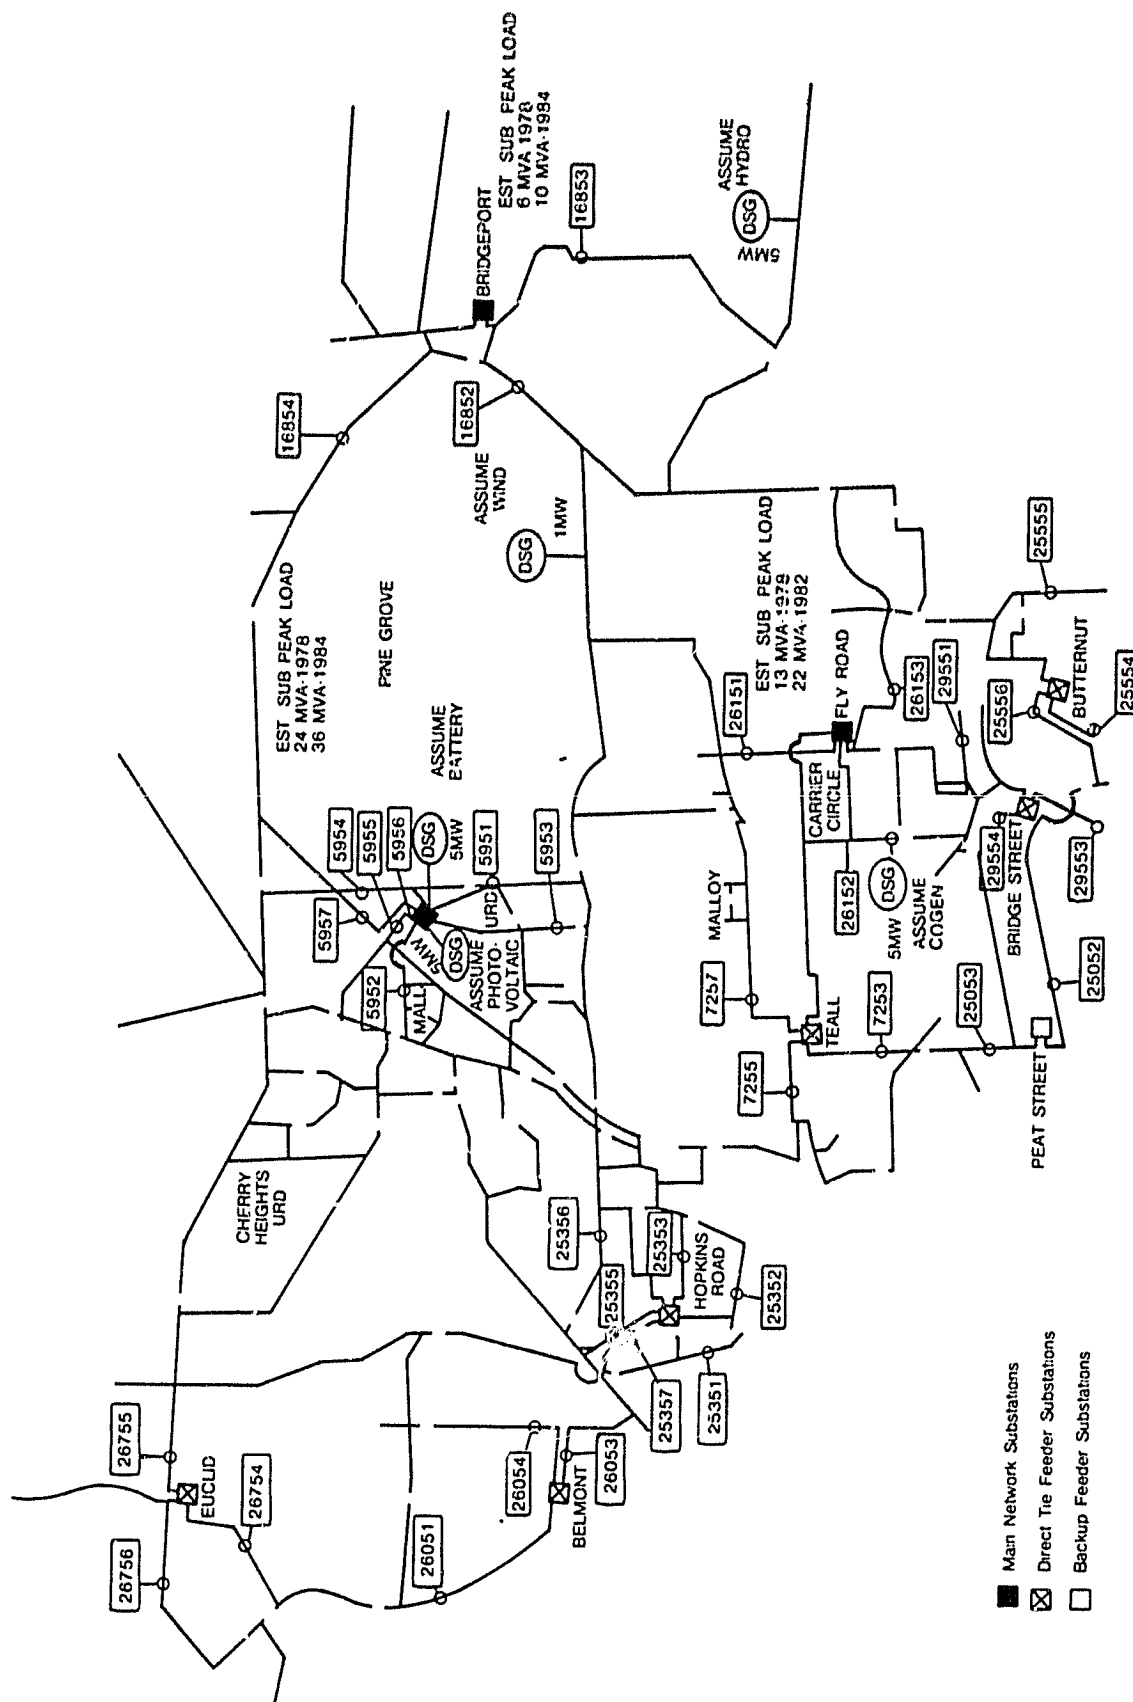 26756
26755
EUCLID
26754
26051
26054
26053
BELMONT
CHERRY
HEIGHTS
URD
25356
25355
25353
HOPKINS
ROAD
25352
25351
25357
EST SUB PEAK LOAD
24 MVA-1978
36 MVA-1984
PINE GROVE
5957
5954
5955
5956
5952
MALL
DSG
5MW
ASSUME
BATTERY
5951
5953
URD
5MW
DSG
ASSUME
PHOTO-
VOLTAIC
16854
16852
BRIDGEPORT
EST SUB PEAK LOAD
6 MVA 1978
10 MVA-1984
16853
ASSUME
WIND
DSG
1MW
ASSUME
HYDRO
DSG
5MW
EST SUB PEAK LOAD
13 MVA-1979
22 MVA-1982
26151
FLY ROAD
26153
29551
CARRIER
CIRCLE
26152
MALLOY
7257
TEALL
7255
7253
25053
PEAT STREET
25052
5MW
DSG
ASSUME
COGEN
BRIDGE STREET
29554
29553
25556
BUTTERNUT
25554
25555
Main Network Substations
Direct Tie Feeder Substations
Backup Feeder Substations